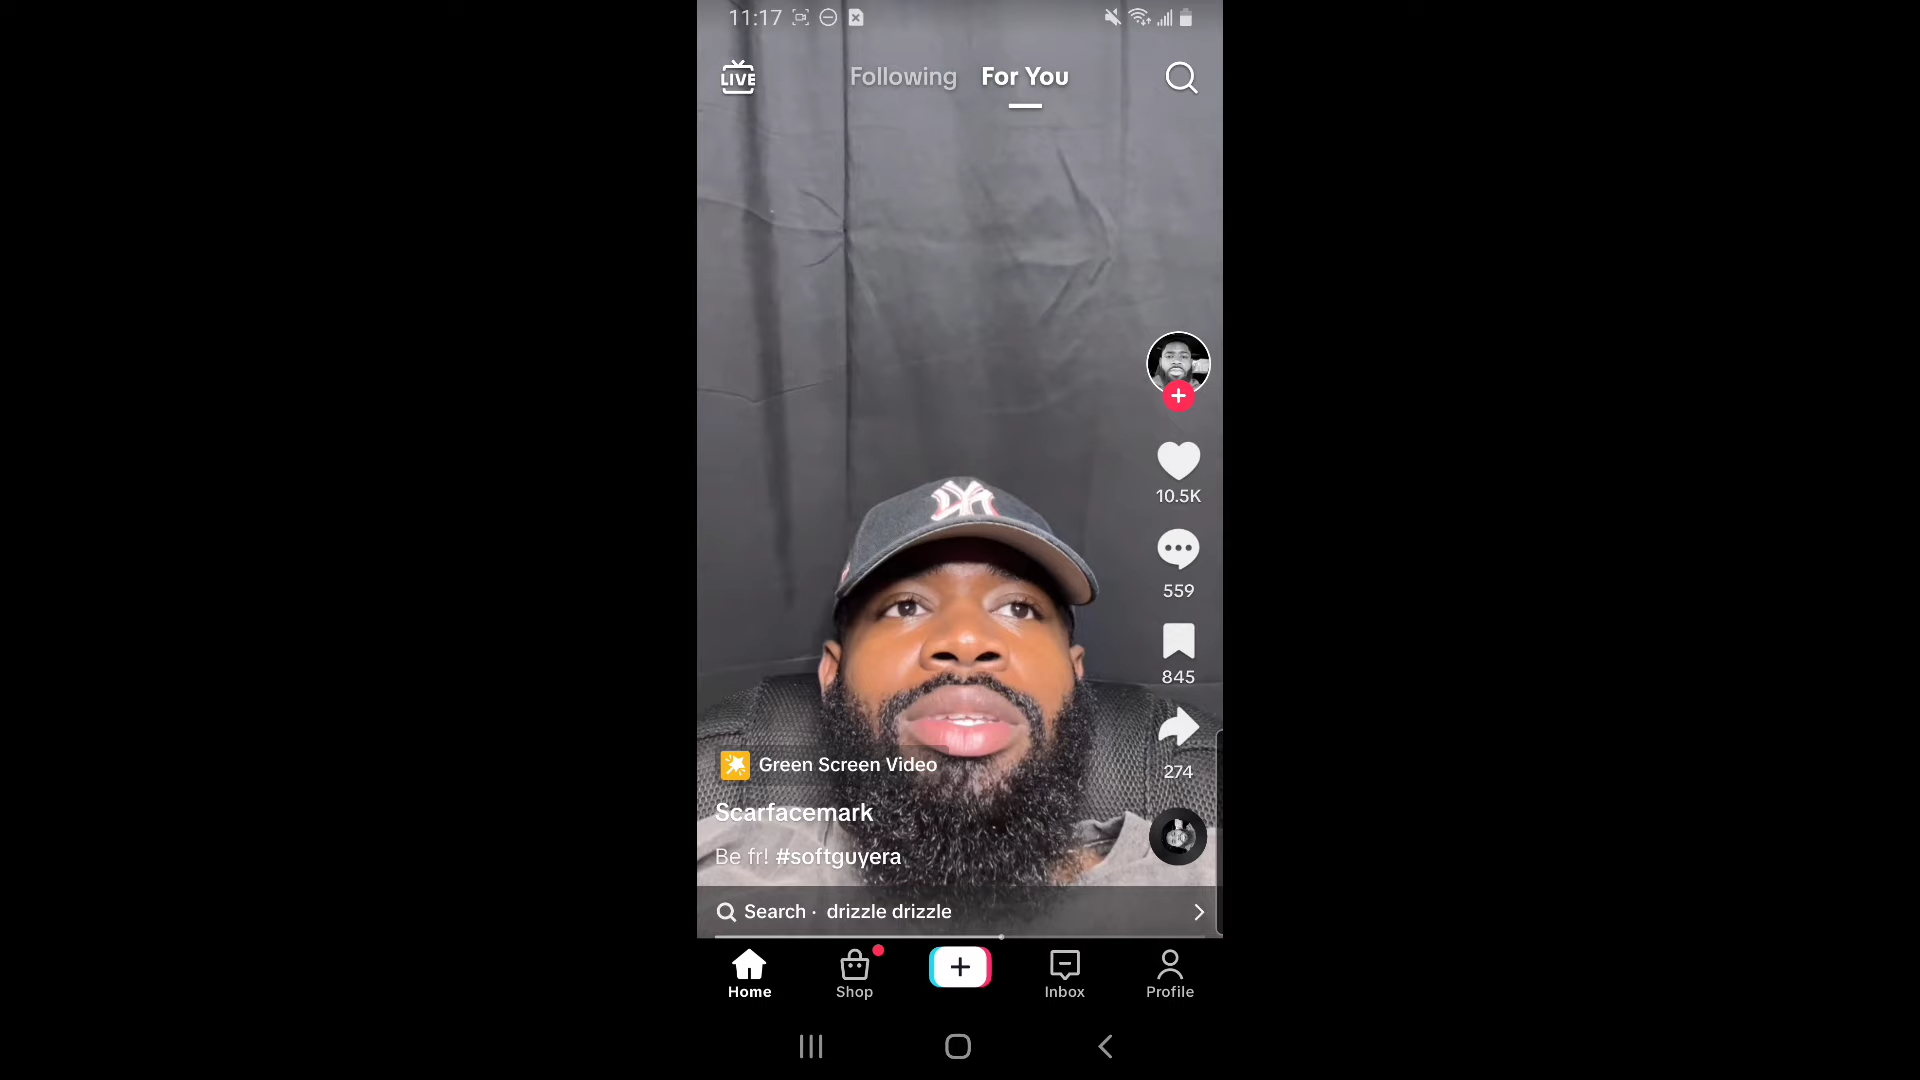 11:17
LIVE
Following
For You
10.5K
559
845
274
Green Screen Video
Scarfacemark
Be fr! #softguyera
Search · drizzle drizzle
Home
Shop
Inbox
Profile